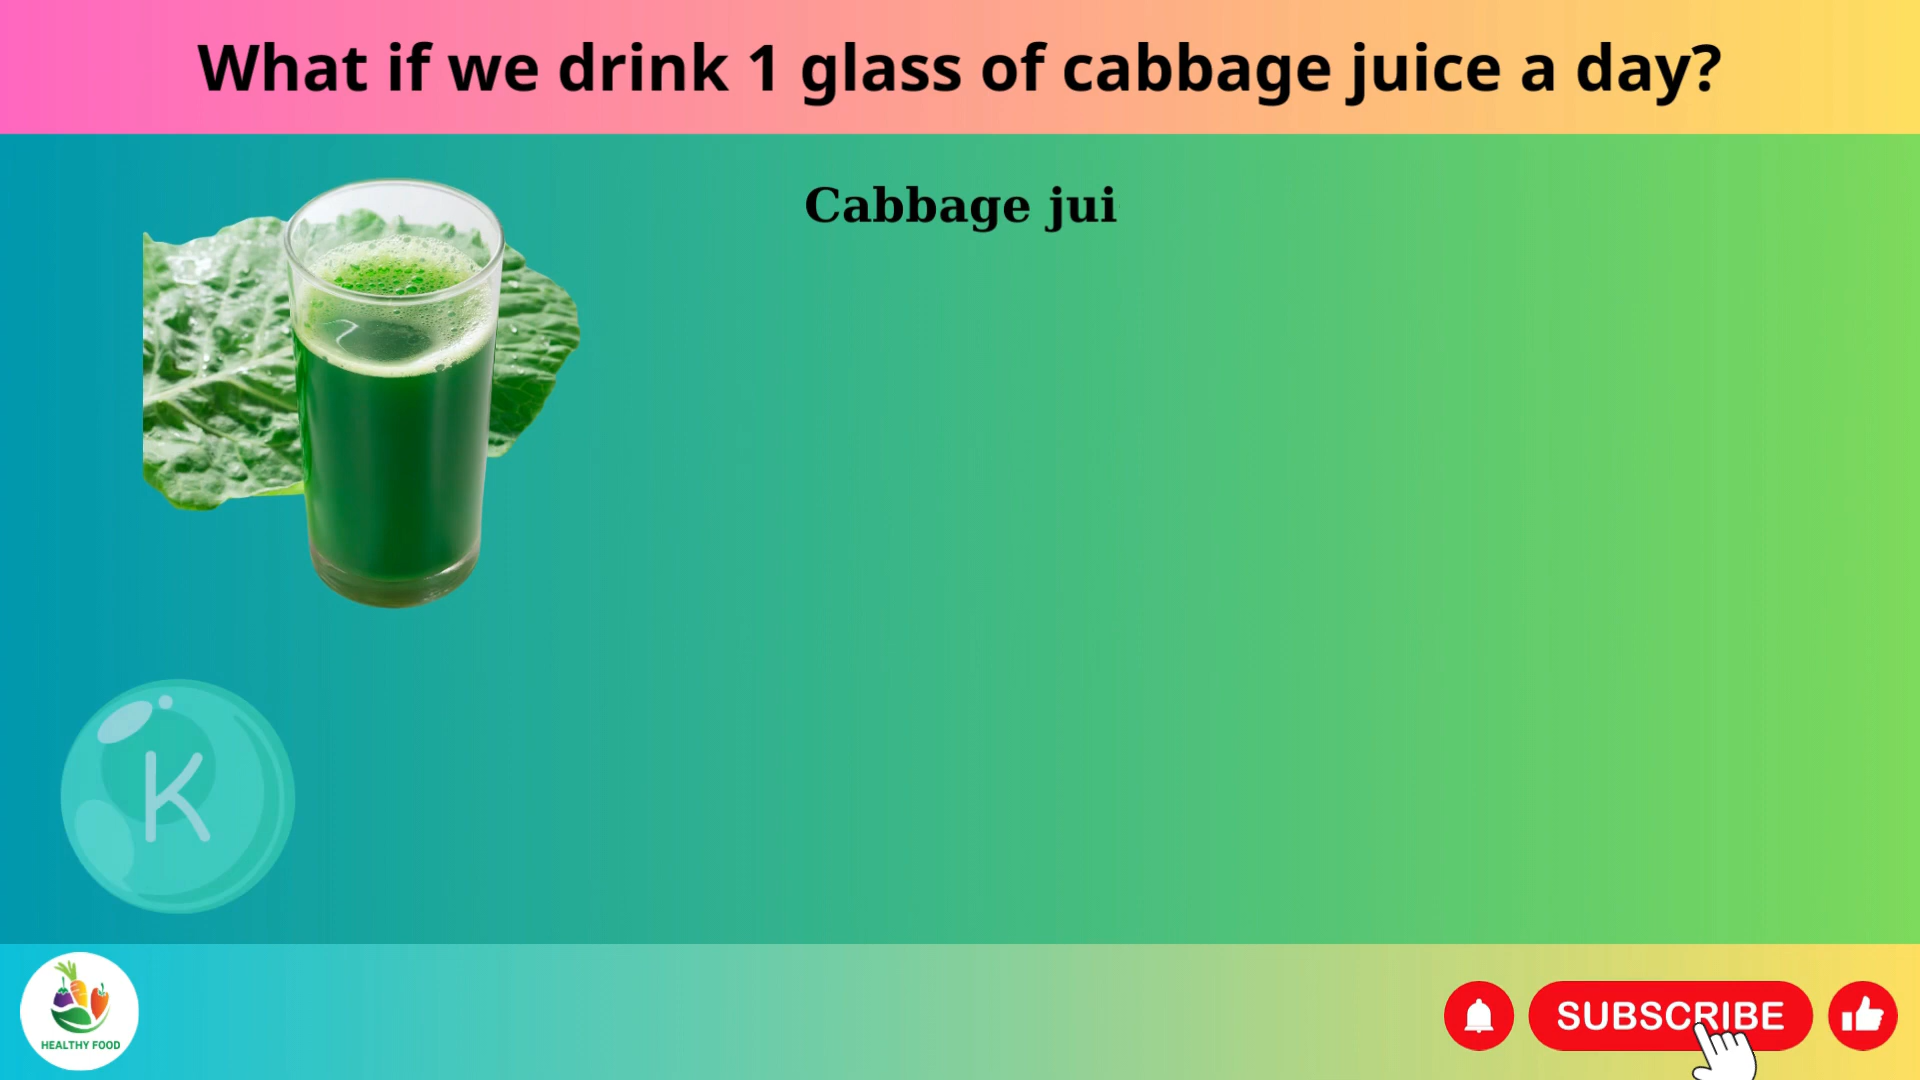 What if we drink 1 glass of cabbage juice a day?
Cabbage jui
K
HEALTHY FOOD
SUBSCRIBE